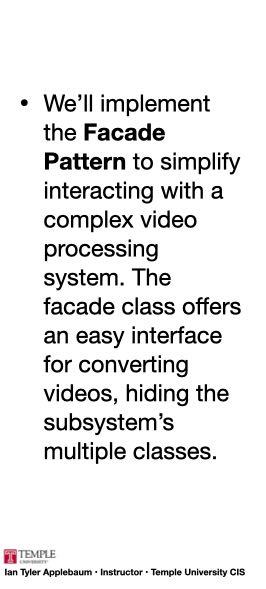 • We’ll implement
the Facade
Pattern to simplify
interacting with a
complex video
processing
system. The
facade class offers
an easy interface
for converting
videos, hiding the
subsystem’s
multiple classes.
T TEMPLE
UNIVERSITY
Ian Tyler Applebaum • Instructor • Temple University CIS